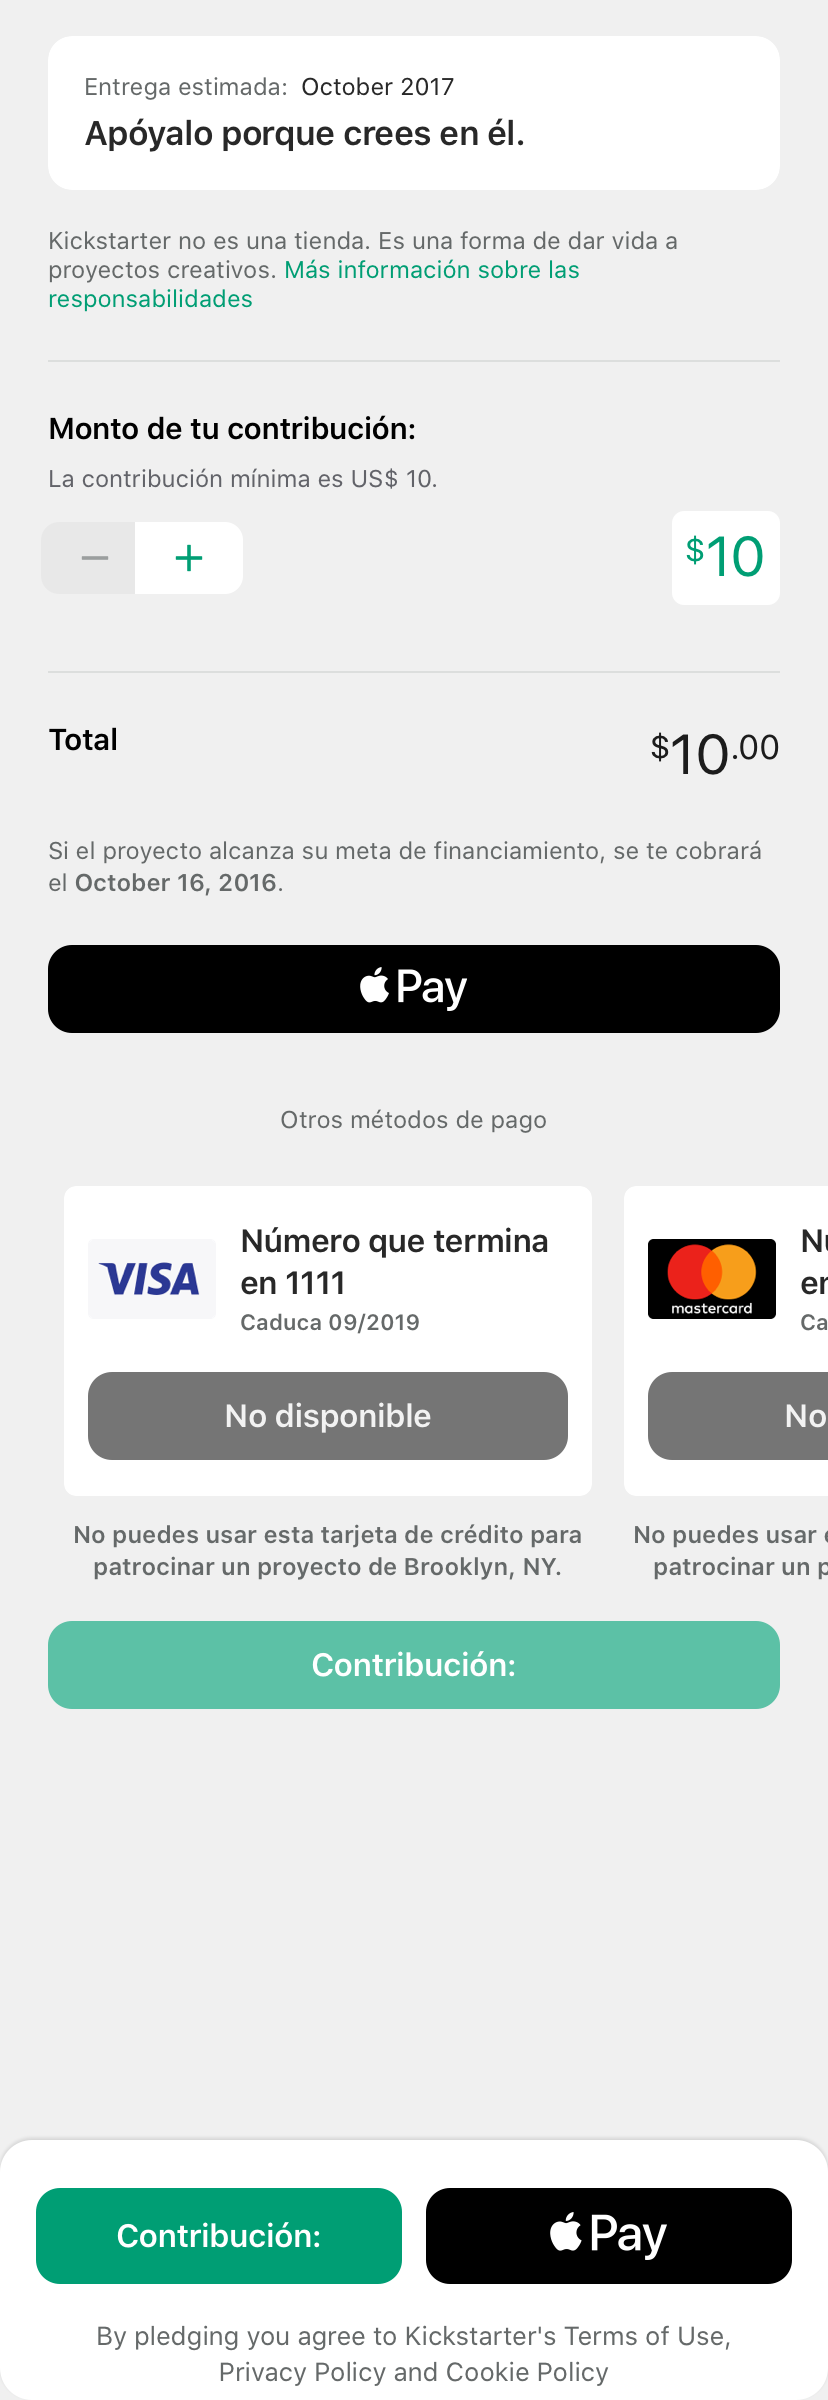 Entrega estimada: October 2017
Apóyalo porque crees en él.
Kickstarter no es una tienda. Es una forma de dar vida a
proyectos creativos. Más información sobre las
responsabilidades
Monto de tu contribución:
La contribución mínima es US$ 10.
− +
$10
Total
$10.00
Si el proyecto alcanza su meta de financiamiento, se te cobrará
el October 16, 2016.
Pay
Otros métodos de pago
VISA
Número que termina
en 1111
Caduca 09/2019
No disponible
No puedes usar esta tarjeta de crédito para
patrocinar un proyecto de Brooklyn, NY.
mastercard
Ca
No
No puedes usar
patrocinar un
Contribución:
Contribución:
Pay
By pledging you agree to Kickstarter's Terms of Use,
Privacy Policy and Cookie Policy